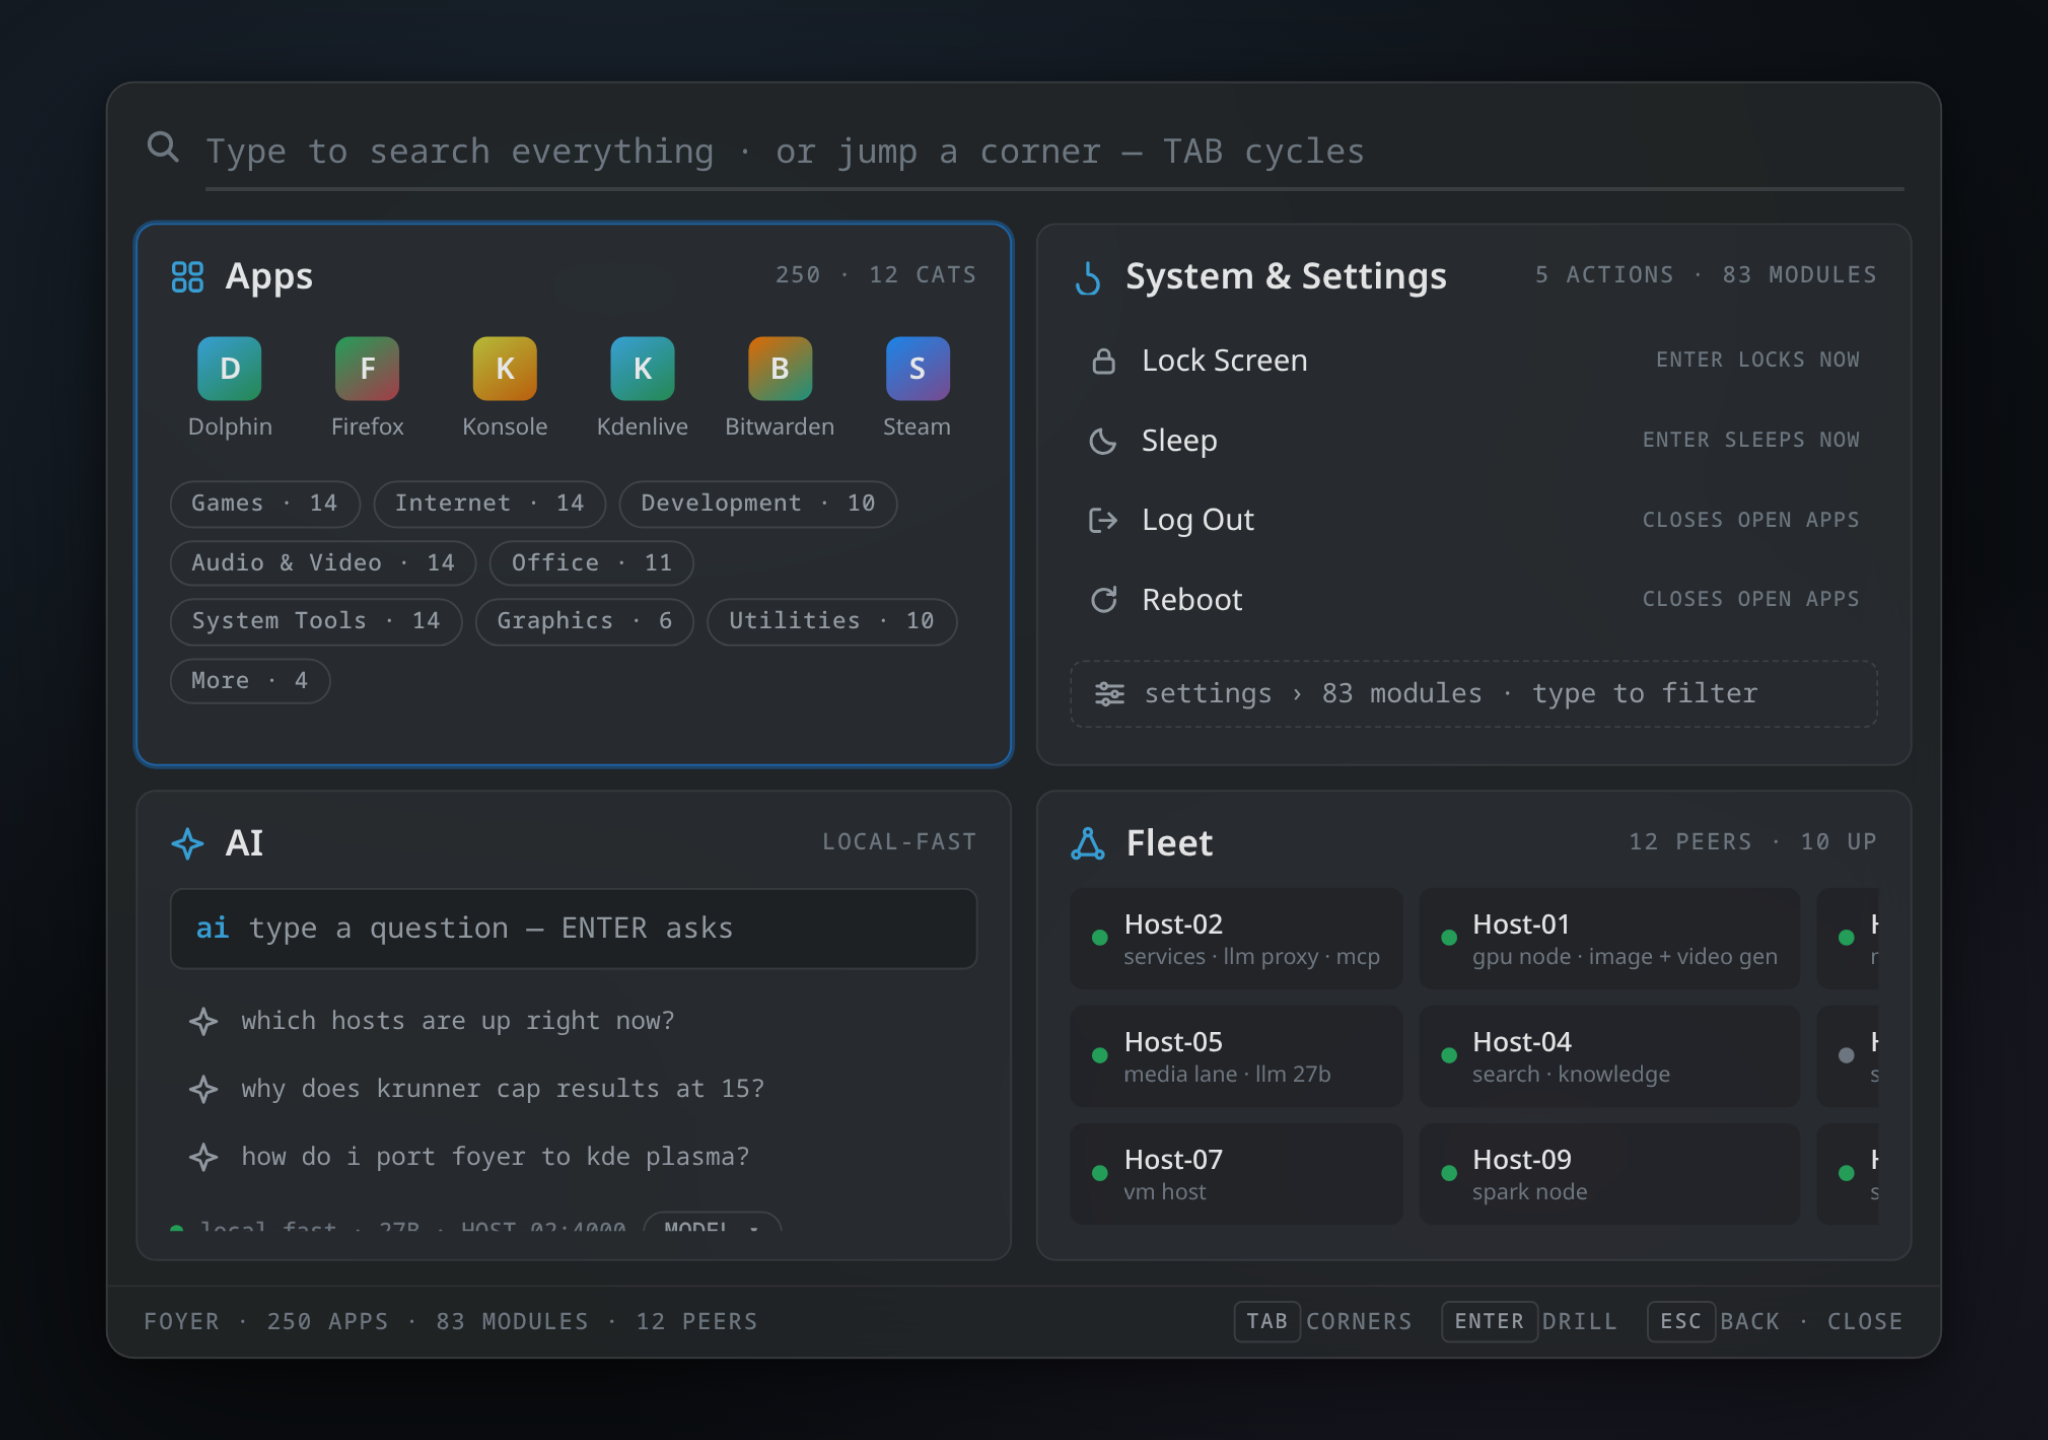 Type to search everything · or jump a corner — TAB cycles
Apps
250 · 12 CATS
D
F
K
K
B
S
Dolphin
Firefox
Konsole
Kdenlive
Bitwarden
Steam
Games · 14
Internet · 14
Development · 10
Audio & Video · 14
Office · 11
System Tools · 14
Graphics · 6
Utilities · 10
More · 4
System & Settings
5 ACTIONS · 83 MODULES
Lock Screen
ENTER LOCKS NOW
Sleep
ENTER SLEEPS NOW
Log Out
CLOSES OPEN APPS
Reboot
CLOSES OPEN APPS
settings › 83 modules · type to filter
AI
LOCAL-FAST
ai type a question — ENTER asks
which hosts are up right now?
why does krunner cap results at 15?
how do i port foyer to kde plasma?
local fast · 27B · HOST 02:4000
MODEL
Fleet
12 PEERS · 10 UP
Host-02
services · llm proxy · mcp
Host-01
gpu node · image + video gen
Host-05
media lane · llm 27b
Host-04
search · knowledge
Host-07
vm host
Host-09
spark node
FOYER · 250 APPS · 83 MODULES · 12 PEERS
TAB CORNERS
ENTER DRILL
ESC BACK · CLOSE